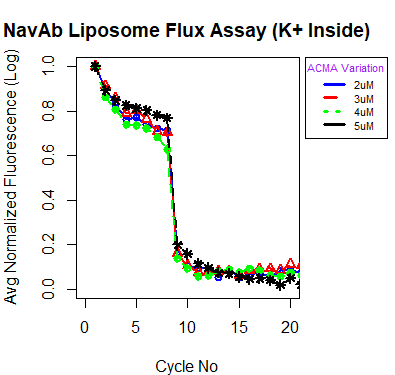 NavAb Liposome Flux Assay (K+ Inside)
Avg Normalized Fluorescence (Log)
1.0
0.8
0.6
0.4
0.2
0.0
0
5
10
15
20
Cycle No
ACMA Variation
2uM
3uM
4uM
5uM